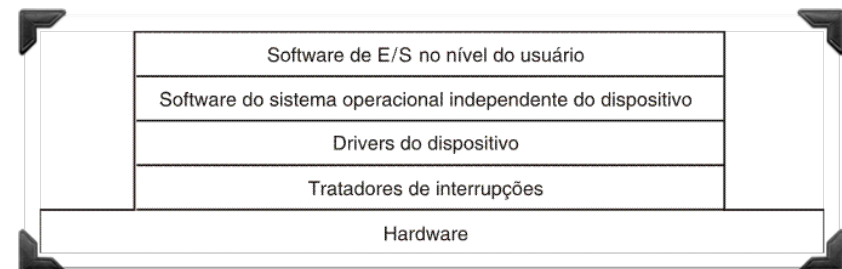 Software de E/S no nível do usuário
Software do sistema operacional independente do dispositivo
Drivers do dispositivo
Tratadores de interrupções
Hardware